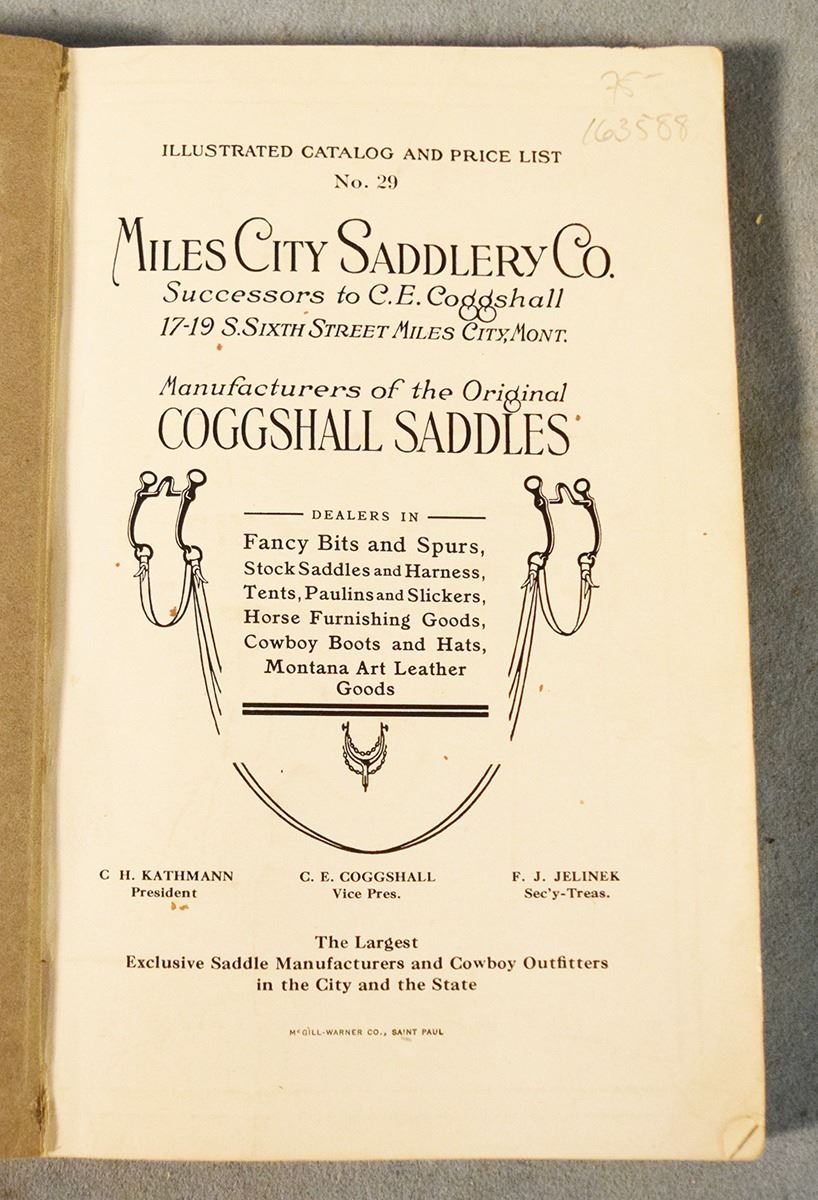 75-
163588
ILLUSTRATED CATALOG AND PRICE LIST
No. 29
MILES CITY SADDLERY CO.
Successors to C.E. Coggshall
17-19 S. SIXTH STREET MILES CITY, MONT.
Manufacturers of the Original
COGGSHALL SADDLES
DEALERS IN
Fancy Bits and Spurs,
Stock Saddles and Harness,
Tents, Paulins and Slickers,
Horse Furnishing Goods,
Cowboy Boots and Hats,
Montana Art Leather
Goods
C H. KATHMANN C. E. COGGSHALL F. J. JELINEK
President Vice Pres. Sec'y-Treas.
The Largest
Exclusive Saddle Manufacturers and Cowboy Outfitters
in the City and the State
McGILL-WARNER CO., SAINT PAUL